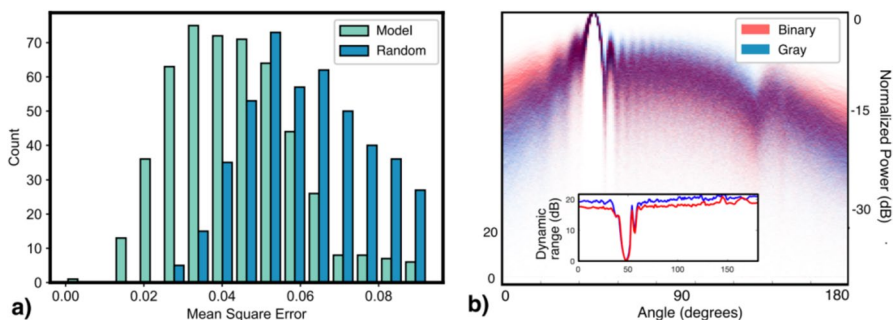 70
60
50
40
30
20
10
0
Count
Model
Random
0.00 0.02 0.04 0.06 0.08
Mean Square Error
a)
Binary
Gray
0
-15
-30
Normalized Power (dB)
20
0
Dynamic
range (dB)
20
10
0
0 50 100 150
0 90 180
Angle (degrees)
b)